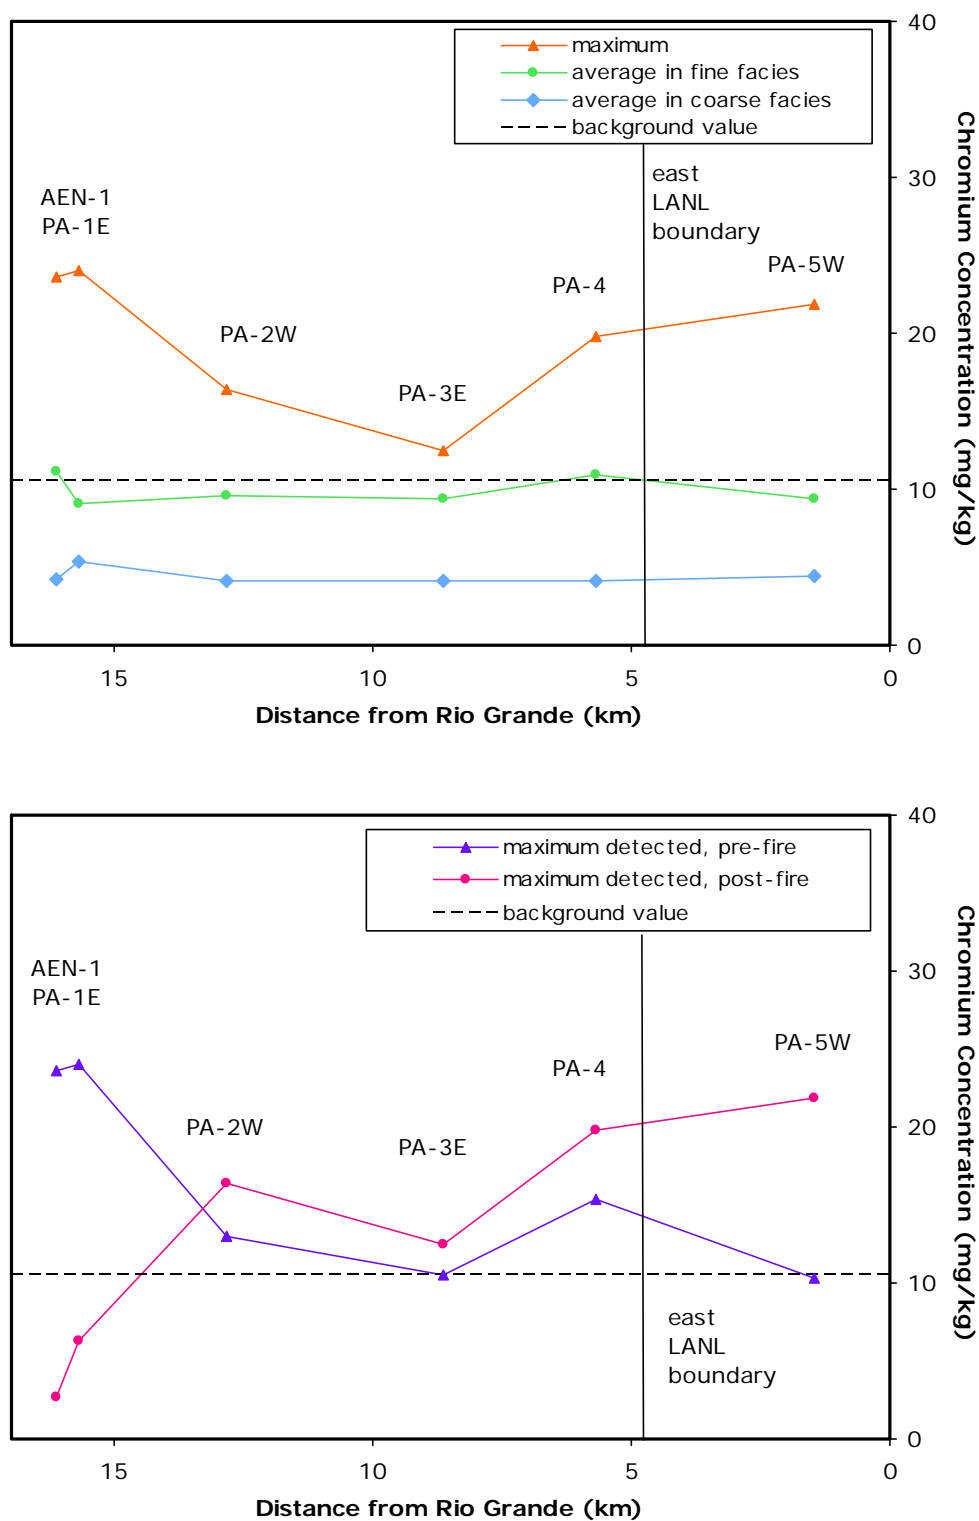 40
maximum
average in fine facies
average in coarse facies
background value
30
east
LANL
boundary
AEN-1
PA-1E
PA-2W
PA-3E
PA-4
PA-5W
20
10
0
Chromium Concentration (mg/kg)
15
10
5
0
Distance from Rio Grande (km)
40
maximum detected, pre-fire
maximum detected, post-fire
background value
30
AEN-1
PA-1E
PA-2W
PA-3E
PA-4
PA-5W
20
10
east
LANL
boundary
0
Chromium Concentration (mg/kg)
15
10
5
0
Distance from Rio Grande (km)